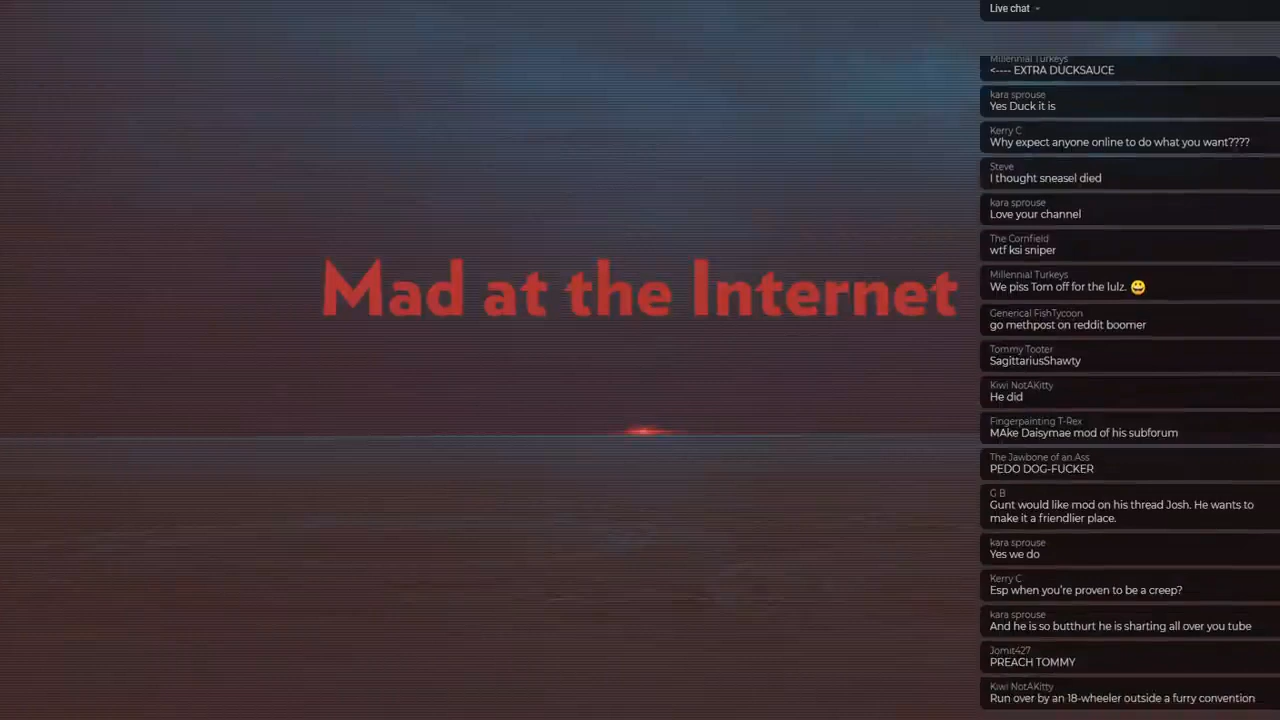 Live chat
Millennial Turkeys
<---- EXTRA DUCKSAUCE
kara sprouse
Yes Duck it is
Kerry C
Why expect anyone online to do what you want????
Steve
I thought sneasel died
kara sprouse
Love your channel
The Cornfield
wtf ksi sniper
Millennial Turkeys
We piss Tom off for the lulz. 😃
Generical FishTycoon
go methpost on reddit boomer
Tommy Tooter
SagittariusShawty
Kiwi NotAKitty
He did
Fingerpainting T-Rex
MAke Daisymae mod of his subforum
The Jawbone of an Ass
PEDO DOG-FUCKER
G B
Gunt would like mod on his thread Josh. He wants to
make it a friendlier place.
kara sprouse
Yes we do
Kerry C
Esp when you're proven to be a creep?
kara sprouse
And he is so butthurt he is sharting all over you tube
Jomit427
PREACH TOMMY
Kiwi NotAKitty
Run over by an 18-wheeler outside a furry convention
Mad at the Internet